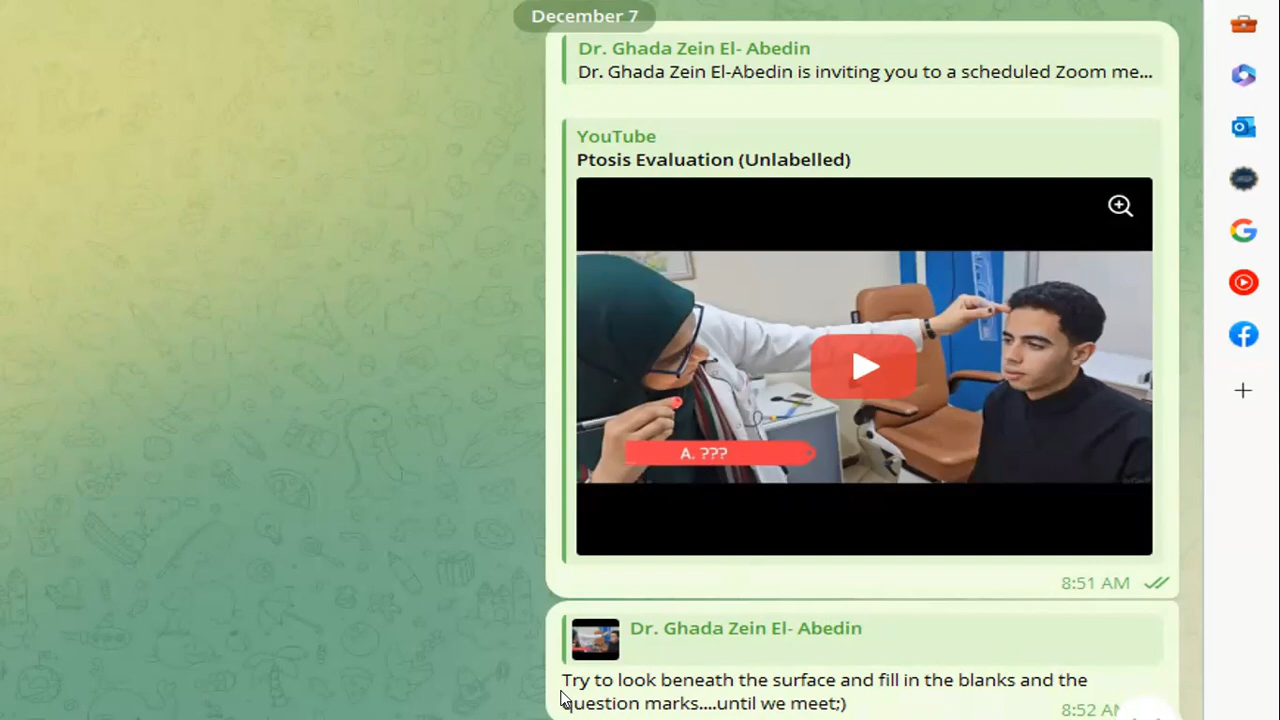 December 7
Dr. Ghada Zein El- Abedin
Dr. Ghada Zein El-Abedin is inviting you to a scheduled Zoom me...
YouTube
Ptosis Evaluation (Unlabelled)
A. ???
8:51 AM
Dr. Ghada Zein El- Abedin
Try to look beneath the surface and fill in the blanks and the
question marks....until we meet;)
8:52 AM